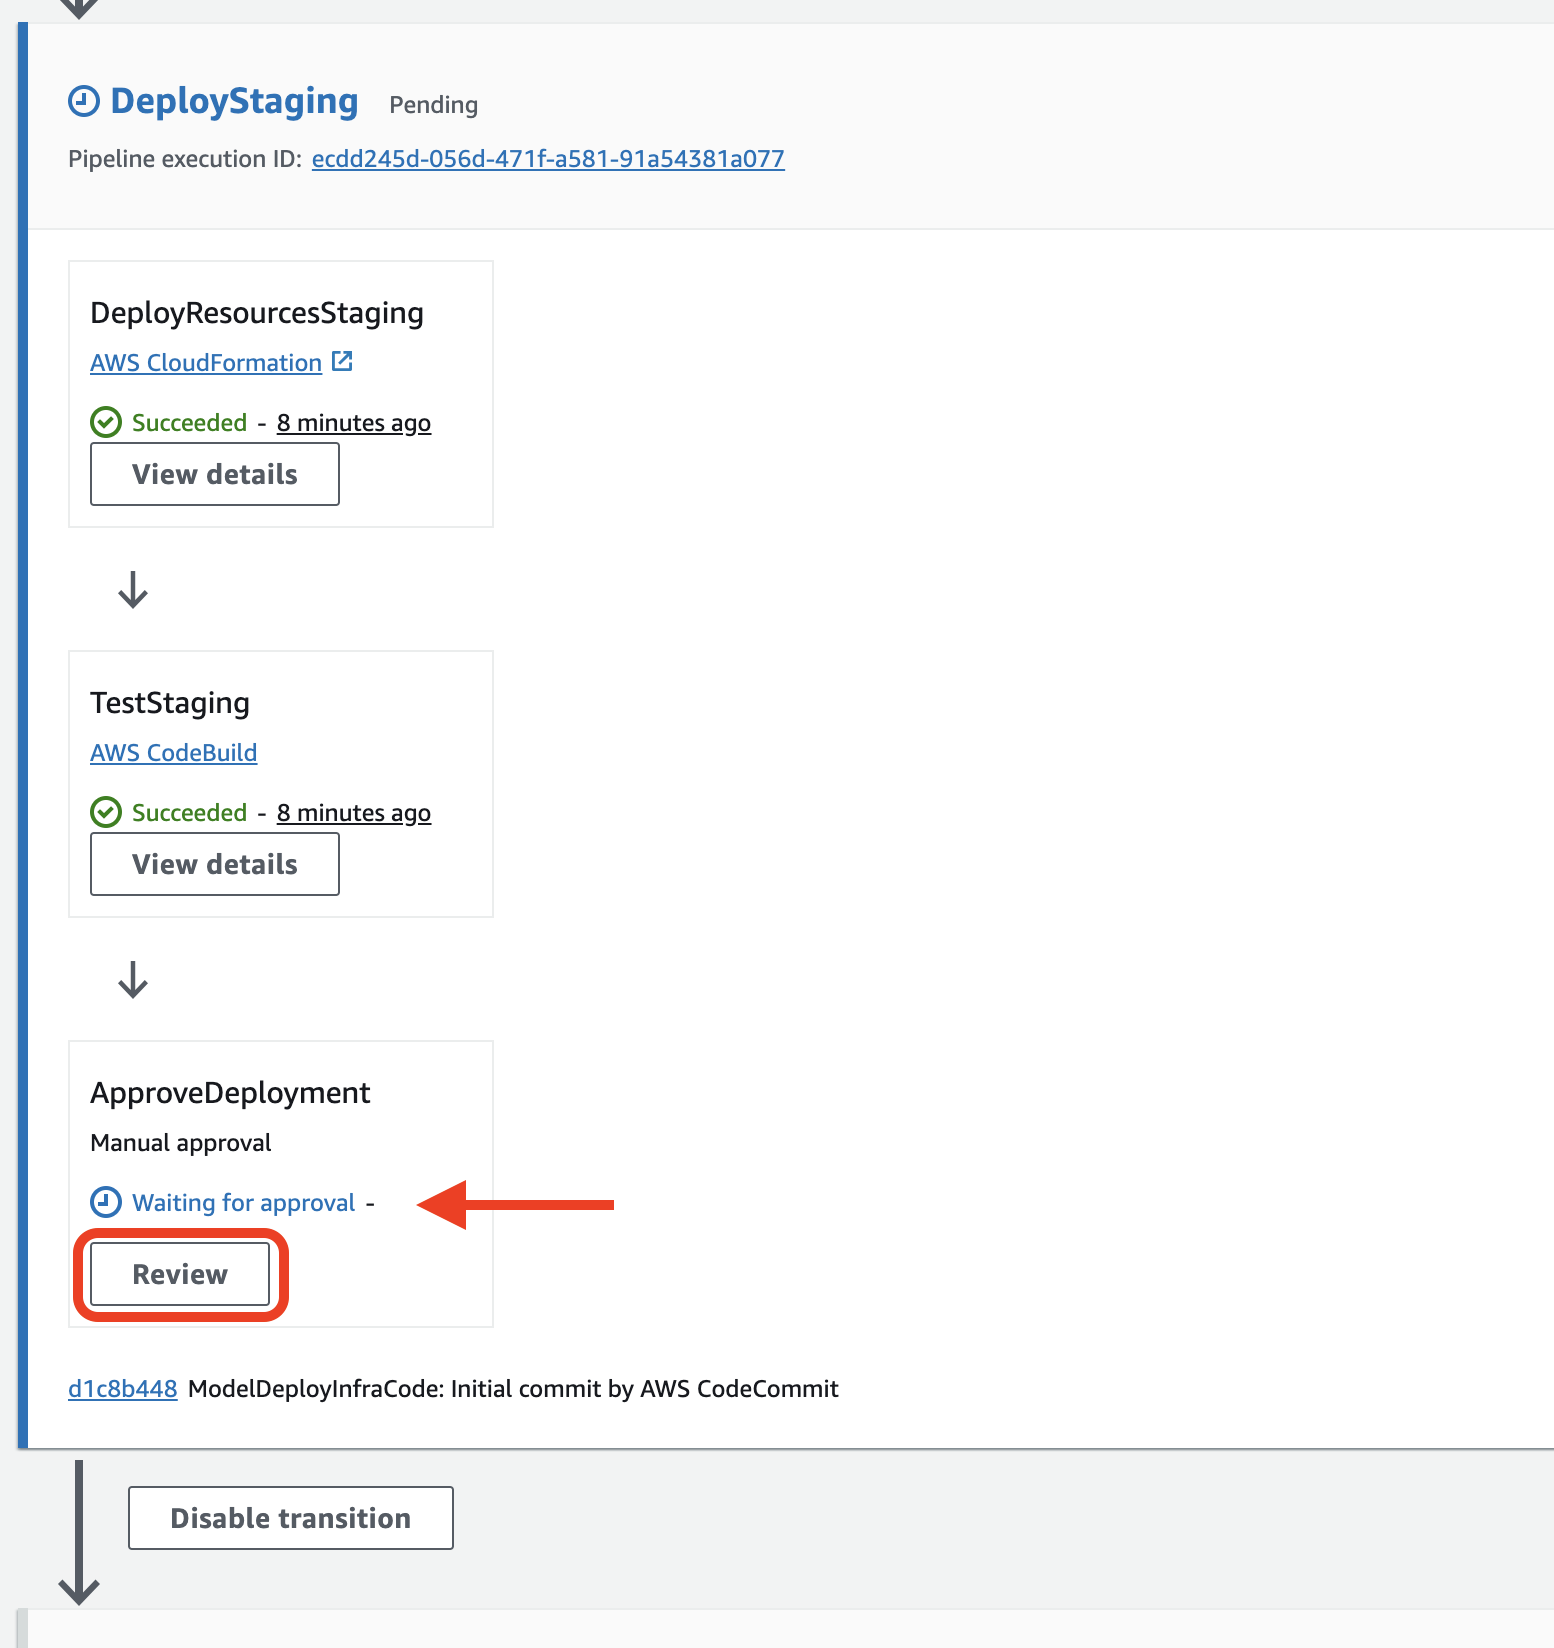 DeployStaging Pending
Pipeline execution ID: ecdd245d-056d-471f-a581-91a54381a077
DeployResourcesStaging
AWS CloudFormation
Succeeded - 8 minutes ago
View details
TestStaging
AWS CodeBuild
Succeeded - 8 minutes ago
View details
ApproveDeployment
Manual approval
Waiting for approval -
Review
d1c8b448 ModelDeployInfraCode: Initial commit by AWS CodeCommit
Disable transition